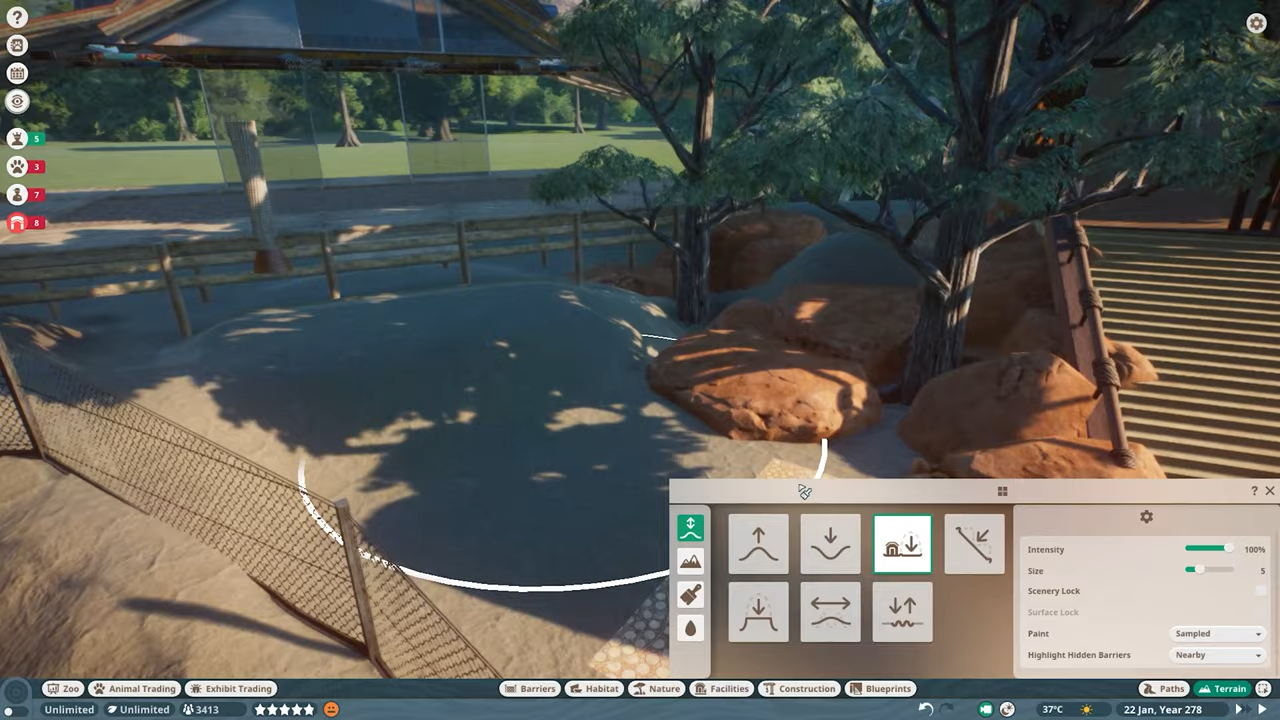 ?
5
3
7
8
? ×
Intensity 100%
Size 5
Scenery Lock
Surface Lock
Paint Sampled
Highlight Hidden Barriers Nearby
Zoo Animal Trading Exhibit Trading Barriers Habitat Nature Facilities Construction Blueprints Paths Terrain
Unlimited Unlimited 3413 37°C 22 Jan, Year 278